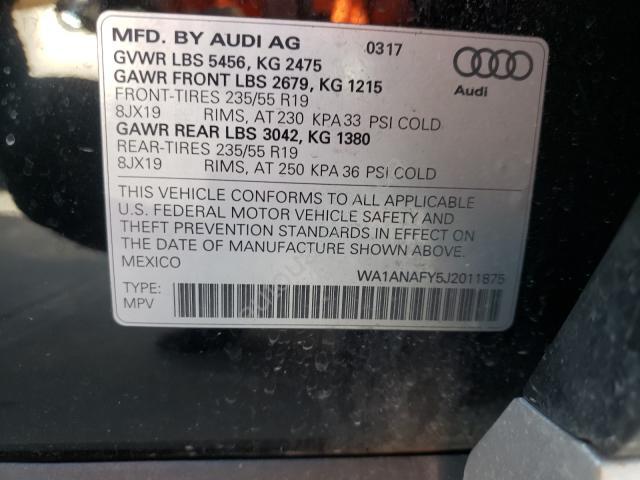 MFD. BY AUDI AG 0317
GVWR LBS 5456, KG 2475
GAWR FRONT LBS 2679, KG 1215
FRONT-TIRES 235/55 R19
8JX19 RIMS, AT 230 KPA 33 PSI COLD
GAWR REAR LBS 3042, KG 1380
REAR-TIRES 235/55 R19
8JX19 RIMS, AT 250 KPA 36 PSI COLD
Audi
THIS VEHICLE CONFORMS TO ALL APPLICABLE
U.S. FEDERAL MOTOR VEHICLE SAFETY AND
THEFT PREVENTION STANDARDS IN EFFECT ON
THE DATE OF MANUFACTURE SHOWN ABOVE.
MEXICO
WA1ANAFY5J2011875
TYPE:
MPV